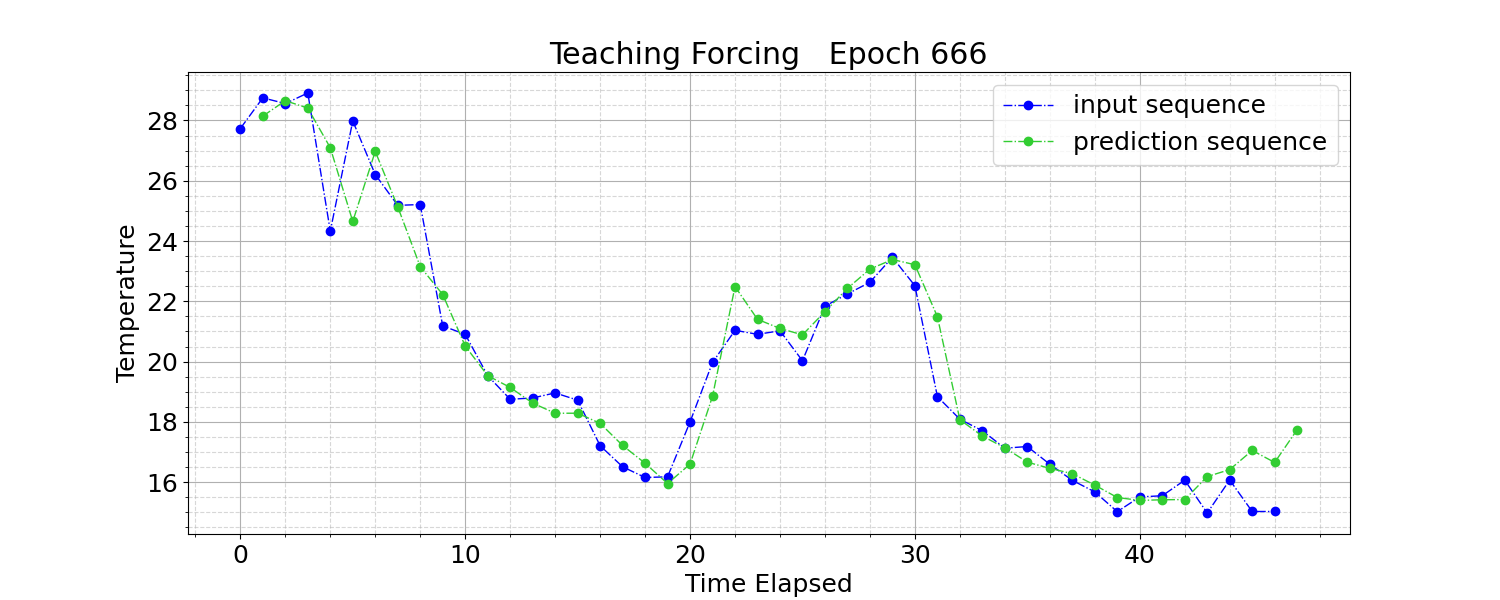 Teaching Forcing   Epoch 666
input sequence
prediction sequence
Temperature
28
26
24
22
20
18
16
0 10 20 30 40
Time Elapsed